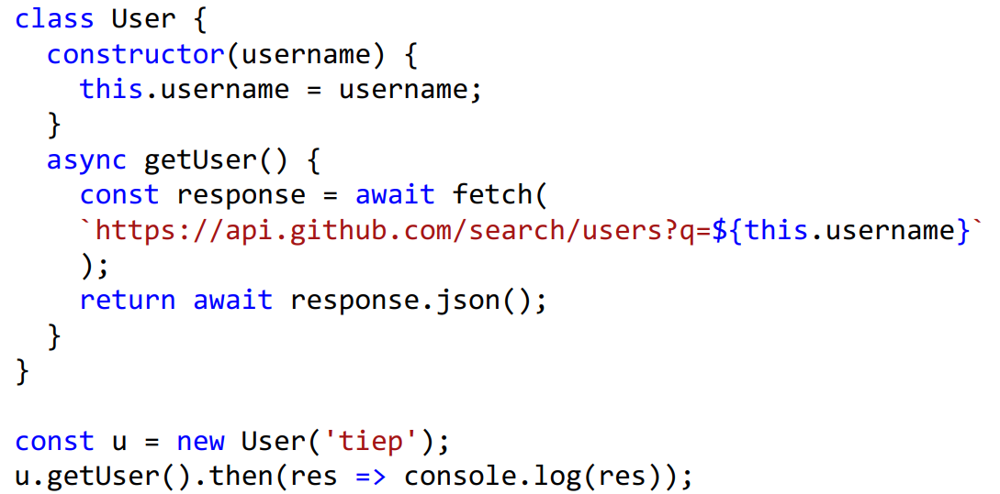 class User {
  constructor(username) {
    this.username = username;
  }
  async getUser() {
    const response = await fetch(
    `https://api.github.com/search/users?q=${this.username}`
    );
    return await response.json();
  }
}

const u = new User('tiep');
u.getUser().then(res => console.log(res));